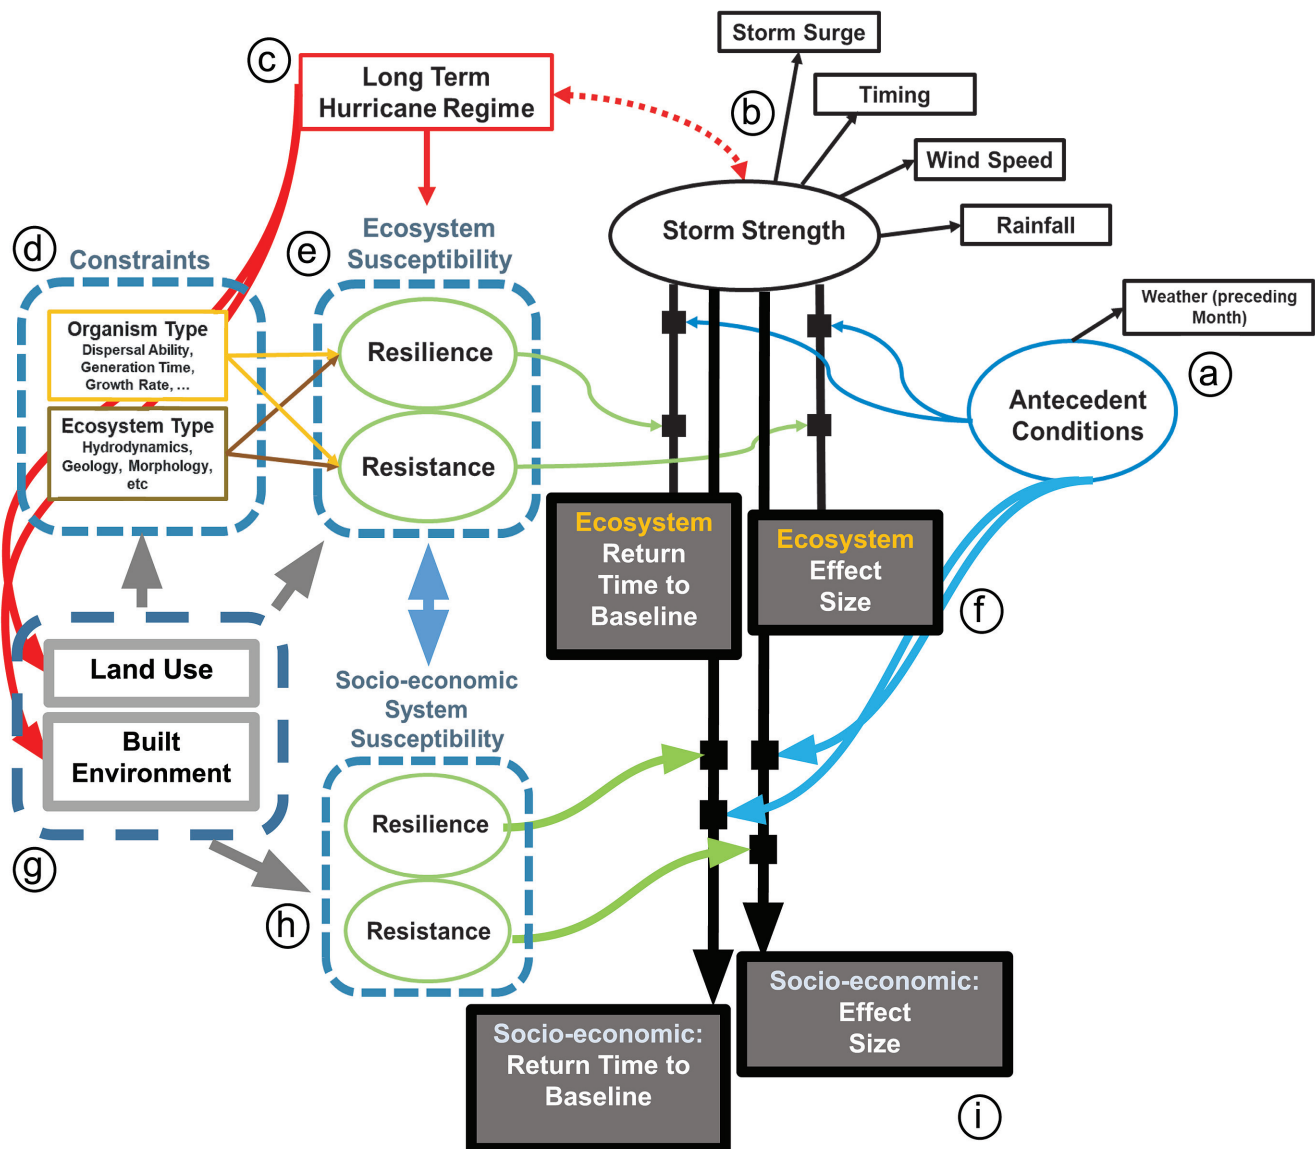 Storm Surge
c
Long Term
Hurricane Regime
b
Timing
Wind Speed
Storm Strength
Rainfall
d
Constraints
e
Ecosystem
Susceptibility
Weather (preceding
Month)
a
Organism Type
Dispersal Ability,
Generation Time,
Growth Rate, ...
Resilience
Antecedent
Conditions
Ecosystem Type
Hydrodynamics,
Geology, Morphology,
etc
Resistance
Ecosystem
Return
Time to
Baseline
Ecosystem
Effect
Size
f
Land Use
Built
Environment
g
Socio-economic
System
Susceptibility
Resilience
Resistance
h
Socio-economic:
Effect
Size
Socio-economic:
Return Time to
Baseline
i